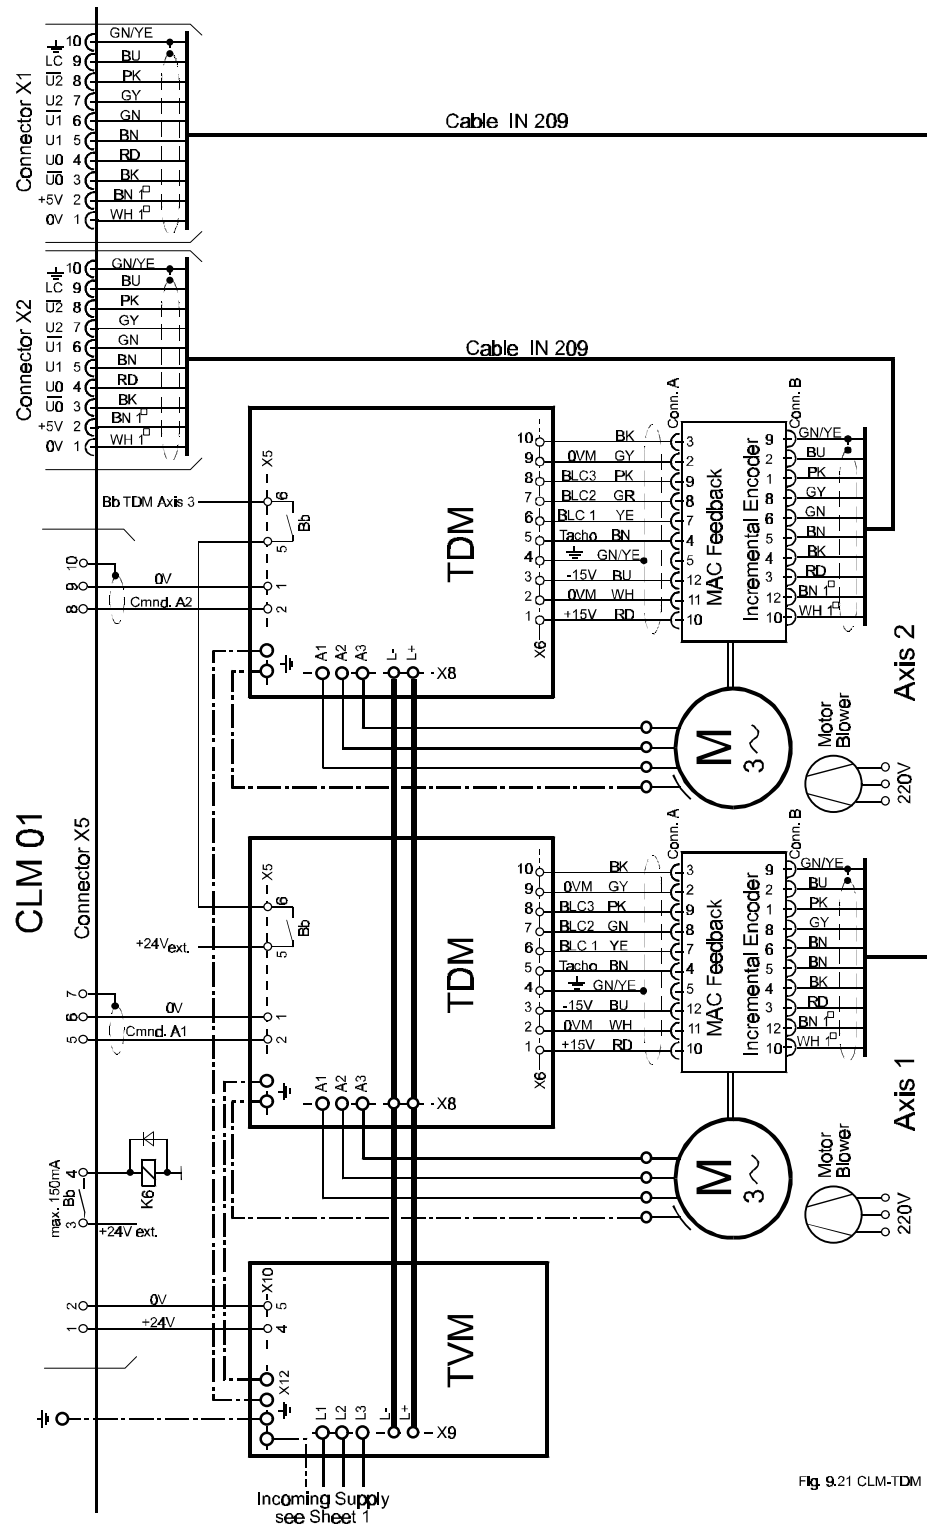 Connector X1
10 GN/YE
LC 9 BU
U2 8 PK
U2 7 GY
U1 6 GN
U1 5 BN
U0 4 RD
U0 3 BK
+5V 2 BN 1□
0V 1 WH 1□
Cable IN 209
Connector X2
10 GN/YE
LC 9 BU
U2 8 PK
U2 7 GY
U1 6 GN
U1 5 BN
U0 4 RD
U0 3 BK
+5V 2 BN 1□
0V 1 WH 1□
Cable IN 209
CLM 01
Connector X5
10
9 0V 1
8 Cmnd. A2 2
Bb TDM Axis 3
X5
6
Bb
5
TDM
10 BK 3
9 0VM GY 2
8 BLC3 PK 9
7 BLC2 GR 8
6 BLC 1 YE 7
5 Tacho BN 4
4 GN/YE 5
3 -15V BU 12
2 0VM WH 11
1 +15V RD 10
X6
A1 A2 A3 L- L+ X8
Conn. A
MAC Feedback
Incremental Encoder
Conn. B
9 GN/YE
2 BU
1 PK
8 GY
6 GN
5 BN
4 BK
3 RD
12 BN 1□
10 WH 1□
Axis 2
M
3~
Motor
Blower
220V
7
6 0V 1
5 Cmnd. A1 2
X5
6
Bb
+24Vext. 5
TDM
10 BK 3
9 0VM GY 2
8 BLC3 PK 9
7 BLC2 GN 8
6 BLC 1 YE 7
5 Tacho BN 4
4 GN/YE 5
3 -15V BU 12
2 0VM WH 11
1 +15V RD 10
X6
A1 A2 A3 X8
Conn. A
MAC Feedback
Incremental Encoder
Conn. B
9 GN/YE
2 BU
1 PK
8 GY
6 BN
5 BN
4 BK
3 RD
12 BN 1□
10 WH 1□
Axis 1
M
3~
Motor
Blower
220V
max. 150mA
4
Bb
3
K6
+24V ext.
2 0V 5
1 +24V 4
X10
X12
TVM
L1 L2 L3 L- L+ X9
Incoming Supply
see Sheet 1
Fig. 9.21 CLM-TDM